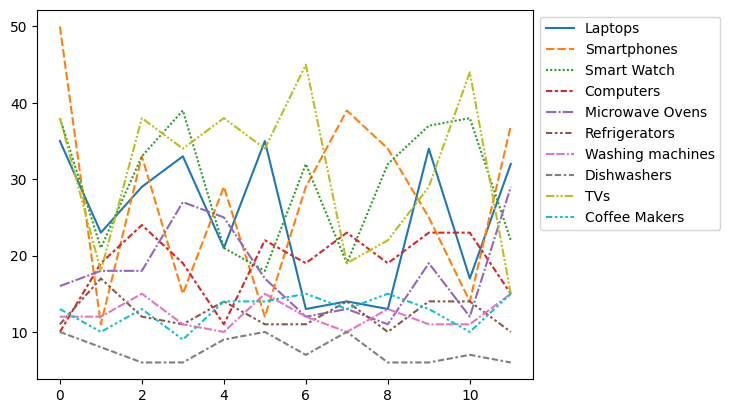 50
40
30
20
10
0
2
4
6
8
10
Laptops
Smartphones
Smart Watch
Computers
Microwave Ovens
Refrigerators
Washing machines
Dishwashers
TVs
Coffee Makers